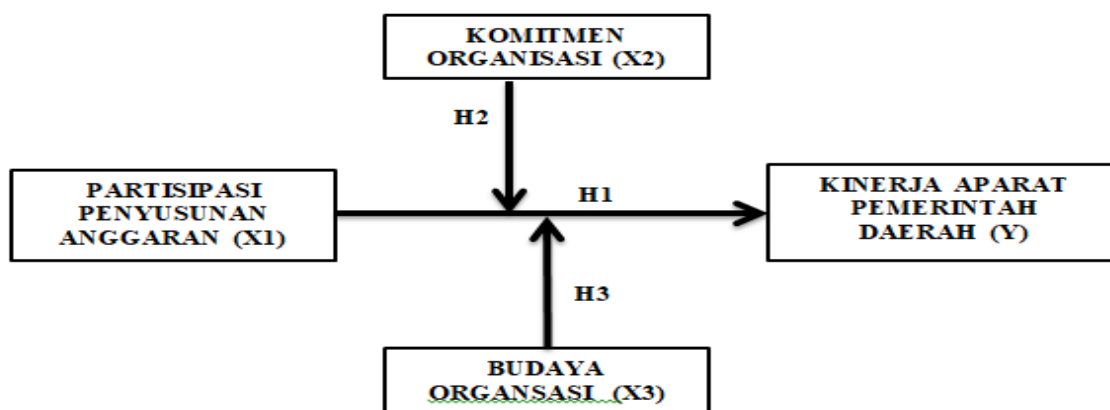 KOMITMEN
ORGANISASI (X2)
H2
PARTISIPASI
PENYUSUNAN
ANGGARAN (X1)
H1
KINERJA APARAT
PEMERINTAH
DAERAH (Y)
H3
BUDAYA
ORGANSASI (X3)